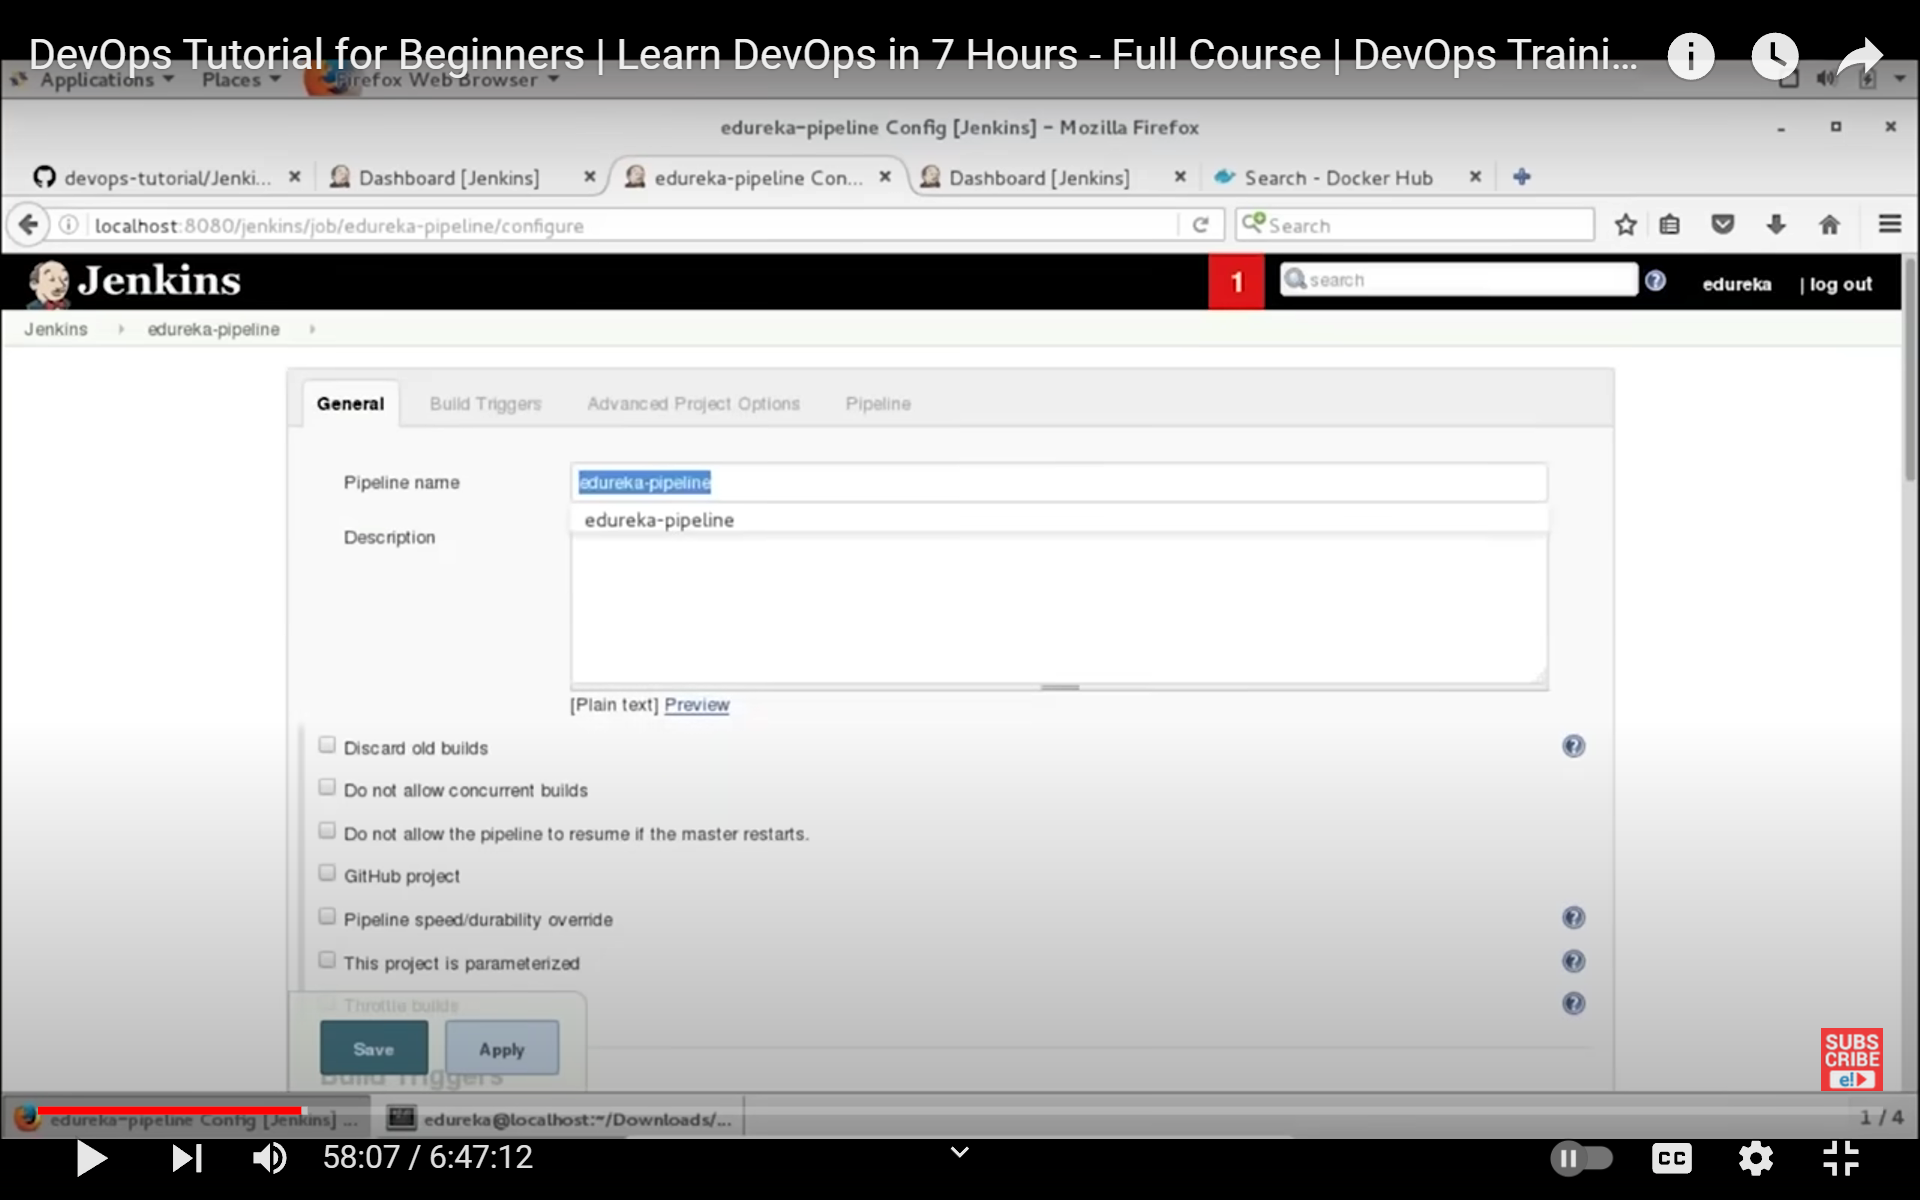 DevOps Tutorial for Beginners | Learn DevOps in 7 Hours - Full Course | DevOps Traini...
Applications Places Firefox Web Browser
edureka-pipeline Config [Jenkins] - Mozilla Firefox
devops-tutorial/Jenki... Dashboard [Jenkins] edureka-pipeline Con... Dashboard [Jenkins] Search - Docker Hub
localhost:8080/jenkins/job/edureka-pipeline/configure Search
Jenkins 1 search edureka | log out
Jenkins edureka-pipeline
General Build Triggers Advanced Project Options Pipeline
Pipeline name edureka-pipeline
edureka-pipeline
Description
[Plain text] Preview
Discard old builds
Do not allow concurrent builds
Do not allow the pipeline to resume if the master restarts.
GitHub project
Pipeline speed/durability override
This project is parameterized
Throttle builds
Save Apply
Build Triggers
SUBS
CRIBE
e!
edureka-pipeline Config [Jenkins] ... edureka@localhost:~/Downloads/... 1 / 4
58:07 / 6:47:12 CC